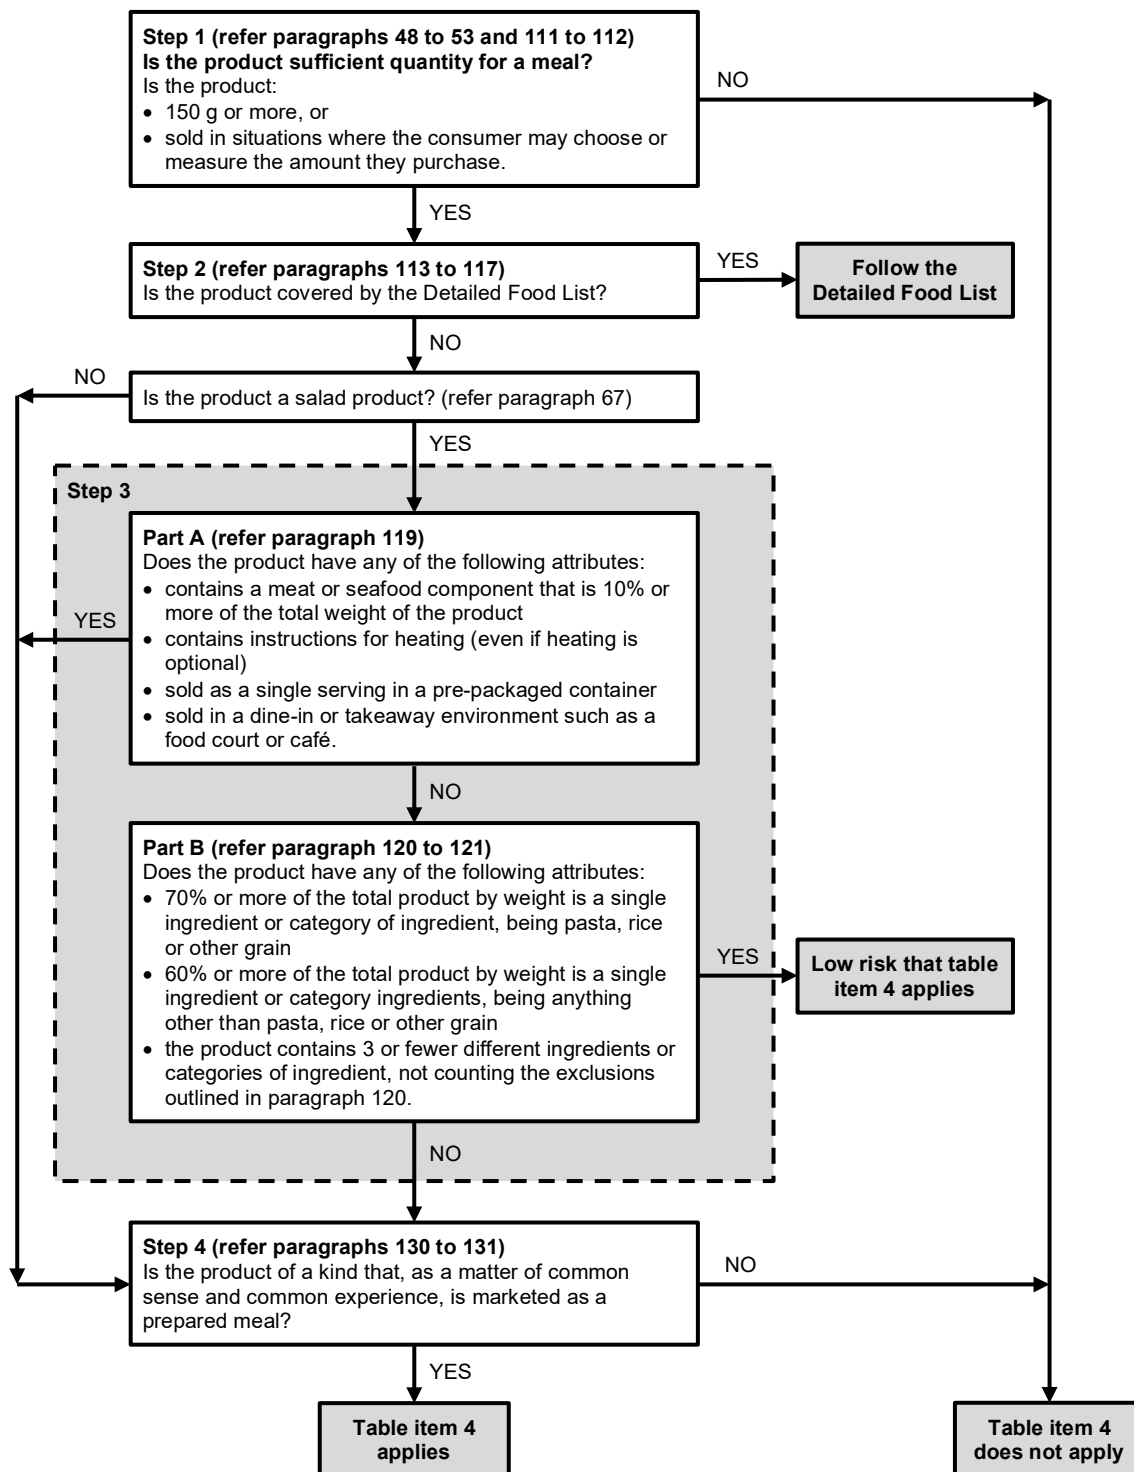 Step 1 (refer paragraphs 48 to 53 and 111 to 112)
Is the product sufficient quantity for a meal?
Is the product:
• 150 g or more, or
• sold in situations where the consumer may choose or
measure the amount they purchase.
NO
YES
Step 2 (refer paragraphs 113 to 117)
Is the product covered by the Detailed Food List?
YES
Follow the
Detailed Food List
NO
NO
Is the product a salad product? (refer paragraph 67)
YES
Step 3
Part A (refer paragraph 119)
Does the product have any of the following attributes:
• contains a meat or seafood component that is 10% or
more of the total weight of the product
• contains instructions for heating (even if heating is
optional)
• sold as a single serving in a pre-packaged container
• sold in a dine-in or takeaway environment such as a
food court or café.
YES
NO
Part B (refer paragraph 120 to 121)
Does the product have any of the following attributes:
• 70% or more of the total product by weight is a single
ingredient or category of ingredient, being pasta, rice
or other grain
• 60% or more of the total product by weight is a single
ingredient or category ingredients, being anything
other than pasta, rice or other grain
• the product contains 3 or fewer different ingredients or
categories of ingredient, not counting the exclusions
outlined in paragraph 120.
YES
Low risk that table
item 4 applies
NO
Step 4 (refer paragraphs 130 to 131)
Is the product of a kind that, as a matter of common
sense and common experience, is marketed as a
prepared meal?
NO
YES
Table item 4
applies
Table item 4
does not apply